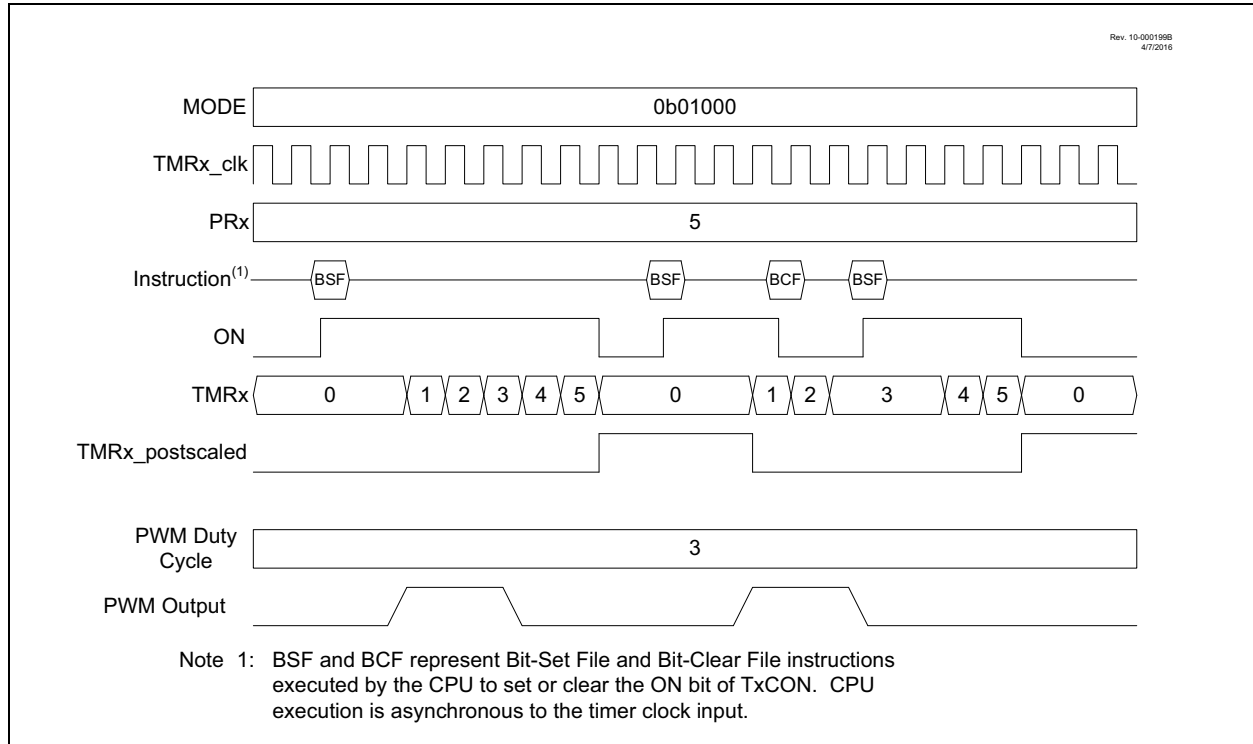 Rev. 10-000199B
4/7/2016
MODE 0b01000
TMRx_clk
PRx 5
Instruction(1) BSF BSF BCF BSF
ON
TMRx 0 1 2 3 4 5 0 1 2 3 4 5 0
TMRx_postscaled
PWM Duty
Cycle 3
PWM Output
Note 1: BSF and BCF represent Bit-Set File and Bit-Clear File instructions
executed by the CPU to set or clear the ON bit of TxCON. CPU
execution is asynchronous to the timer clock input.